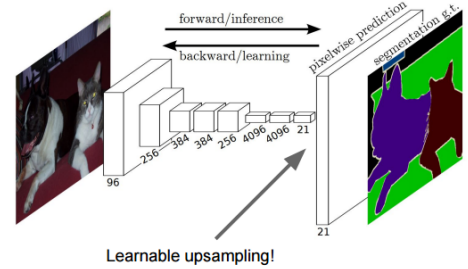 forward/inference
backward/learning
pixelwise prediction
segmentation g.t.
96
256
384
384
256
4096
4096
21
21
Learnable upsampling!